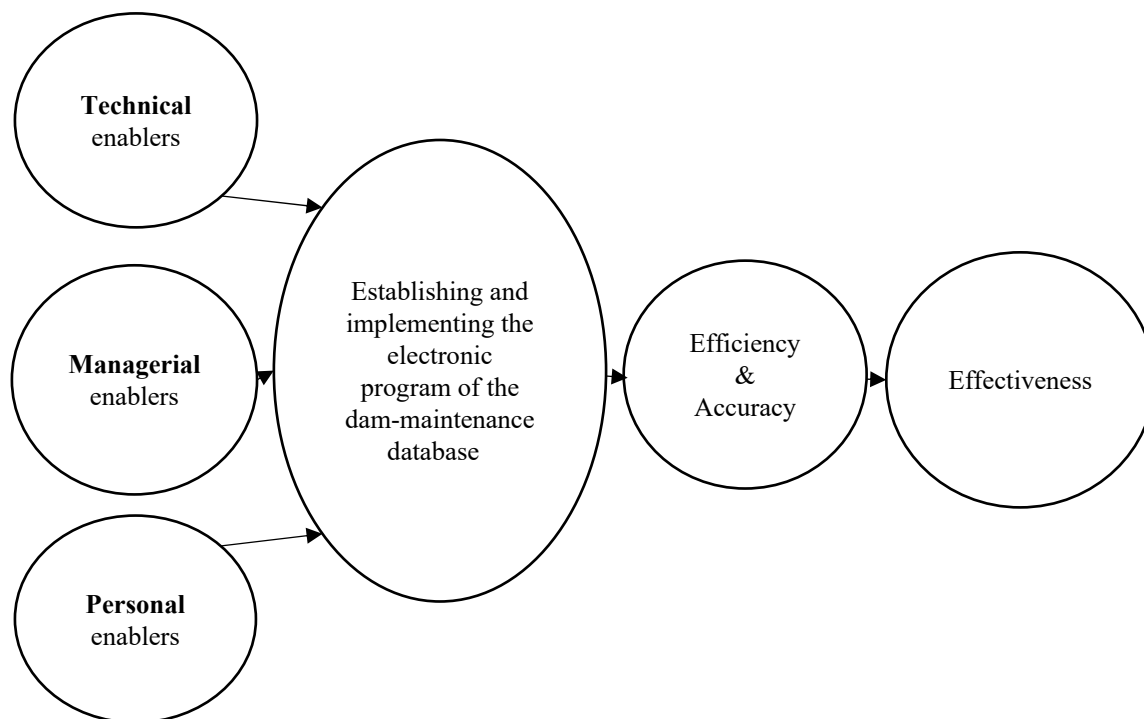 Technical
enablers
Managerial
enablers
Personal
enablers
Establishing and
implementing the
electronic
program of the
dam-maintenance
database
Efficiency
&
Accuracy
Effectiveness